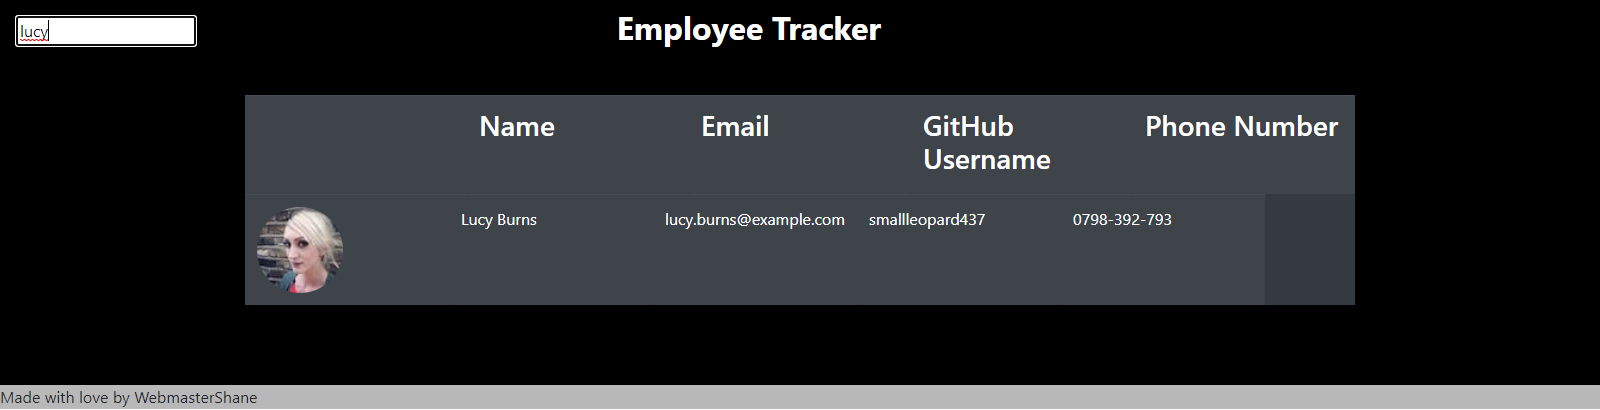 lucy
Employee Tracker
Name Email GitHub Username Phone Number
Lucy Burns lucy.burns@example.com smallleopard437 0798-392-793
Made with love by WebmasterShane